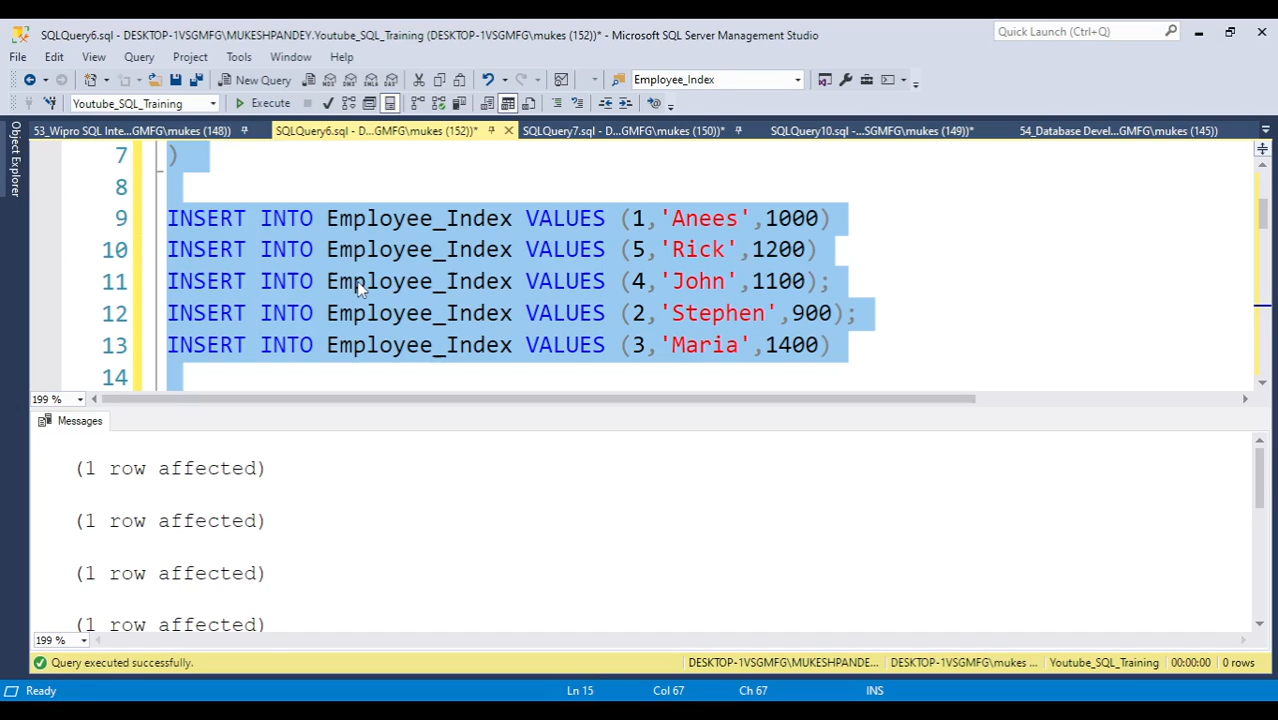 SQLQuery6.sql - DESKTOP-1VSGMFG\MUKESHPANDEY.Youtube_SQL_Training (DESKTOP-1VSGMFG\mukes (152))* - Microsoft SQL Server Management Studio
Quick Launch (Ctrl+Q)
File Edit View Query Project Tools Window Help
New Query MDX DMX XMLA DAX Employee_Index
Youtube_SQL_Training Execute
53_Wipro SQL Inte...GMFG\mukes (148)) SQLQuery6.sql - D...GMFG\mukes (152))* SQLQuery7.sql - D...GMFG\mukes (150))* SQLQuery10.sql -...SGMFG\mukes (149))* 54_Database Devel...GMFG\mukes (145))
Object Explorer
7 )
8
9 INSERT INTO Employee_Index VALUES (1,'Anees',1000)
10 INSERT INTO Employee_Index VALUES (5,'Rick',1200)
11 INSERT INTO Employee_Index VALUES (4,'John',1100);
12 INSERT INTO Employee_Index VALUES (2,'Stephen',900);
13 INSERT INTO Employee_Index VALUES (3,'Maria',1400)
14
199 %
Messages
(1 row affected)
(1 row affected)
(1 row affected)
(1 row affected)
199 %
Query executed successfully. DESKTOP-1VSGMFG\MUKESHPANDE... DESKTOP-1VSGMFG\mukes ... Youtube_SQL_Training 00:00:00 0 rows
Ready Ln 15 Col 67 Ch 67 INS